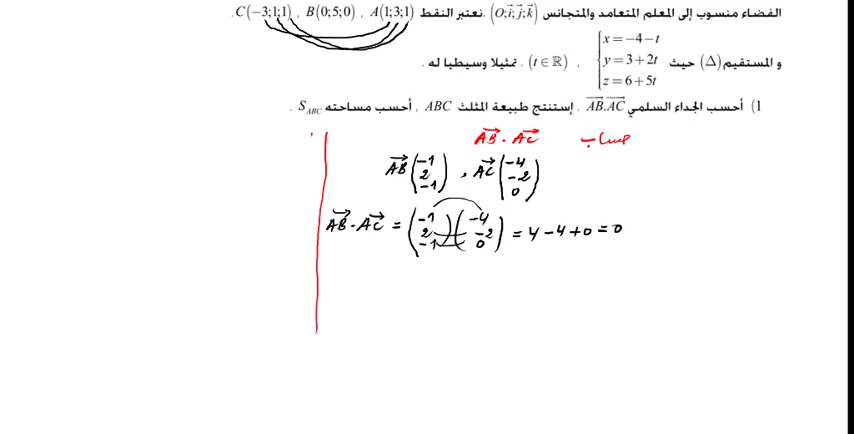 الفضاء منسوب إلى المعلم المتعامد والمتجانس (O;i⃗;j⃗;k⃗) . نعتبر النقط A(1;3;1) , B(0;5;0) , C(−3;1;1) .
و المستقيم (Δ) حيث { x = −4 − t
y = 3 + 2t
z = 6 + 5t , (t ∈ ℝ) . تمثيلا وسيطيا له .
1) أحسب الجداء السلمي AB⃗.AC⃗ . إستنتج طبيعة المثلث ABC , أحسب مساحته S_ABC .
حساب AB⃗ . AC⃗
AB⃗ (−1 2 −1) , AC⃗ (−4 −2 0)
AB⃗ . AC⃗ = (−1 2 −1)(−4 −2 0) = 4 − 4 + 0 = 0